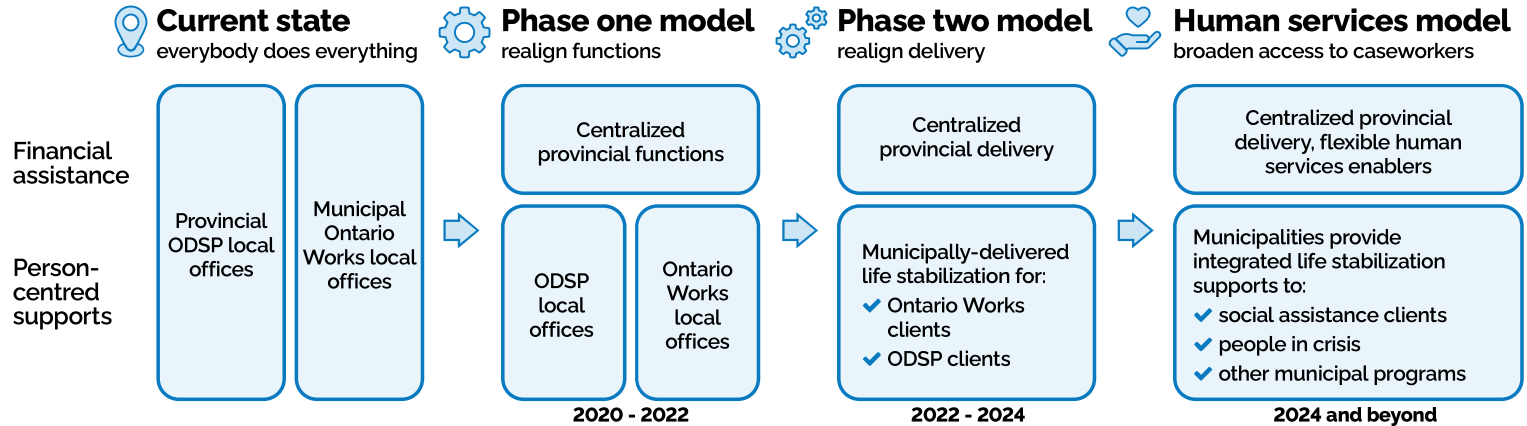 Current state
everybody does everything
Phase one model
realign functions
Phase two model
realign delivery
Human services model
broaden access to caseworkers
Financial
assistance
Person-
centred
supports
Provincial
ODSP local
offices
Municipal
Ontario
Works local
offices
Centralized
provincial functions
ODSP
local
offices
Ontario
Works
local
offices
2020 - 2022
Centralized
provincial delivery
Municipally-delivered
life stabilization for:
Ontario Works
clients
ODSP clients
2022 - 2024
Centralized provincial
delivery, flexible human
services enablers
Municipalities provide
integrated life stabilization
supports to:
social assistance clients
people in crisis
other municipal programs
2024 and beyond